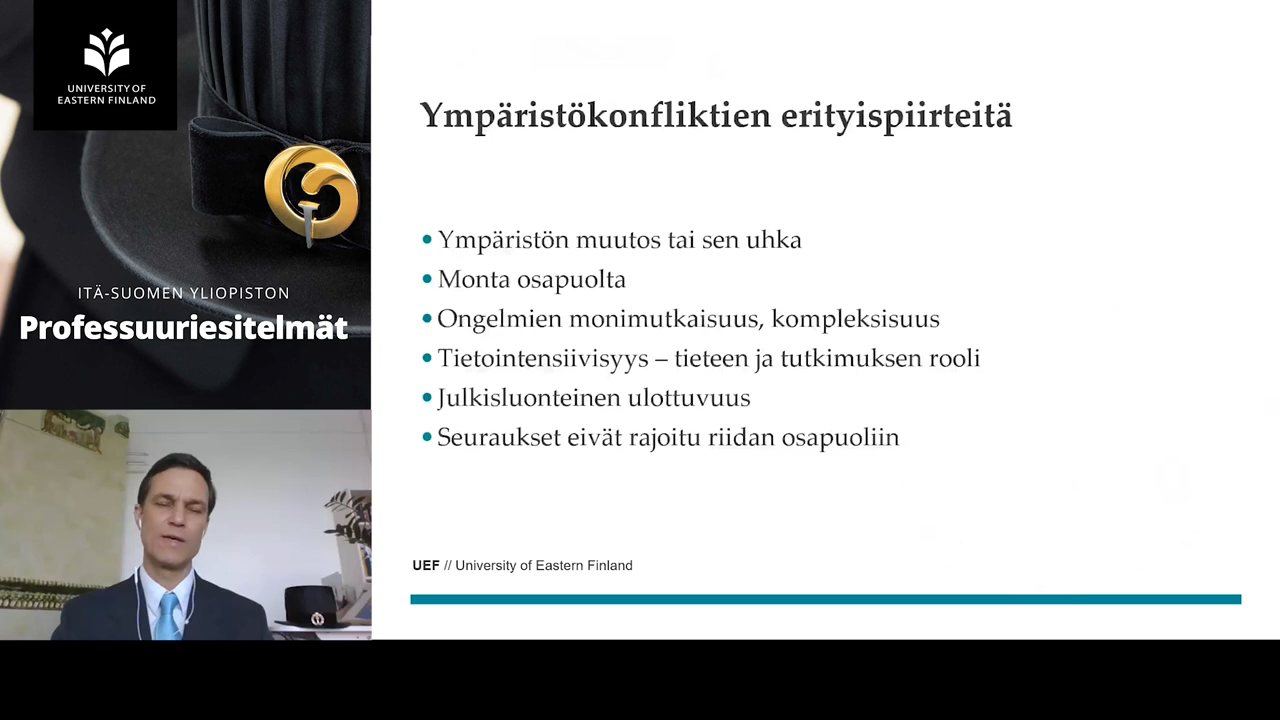 UNIVERSITY OF
EASTERN FINLAND
ITÄ-SUOMEN YLIOPISTON
Professuuriesitelmät
Ympäristökonfliktien erityispiirteitä
•Ympäristön muutos tai sen uhka
•Monta osapuolta
•Ongelmien monimutkaisuus, kompleksisuus
•Tietointensiivisyys – tieteen ja tutkimuksen rooli
•Julkisluonteinen ulottuvuus
•Seuraukset eivät rajoitu riidan osapuoliin
UEF // University of Eastern Finland